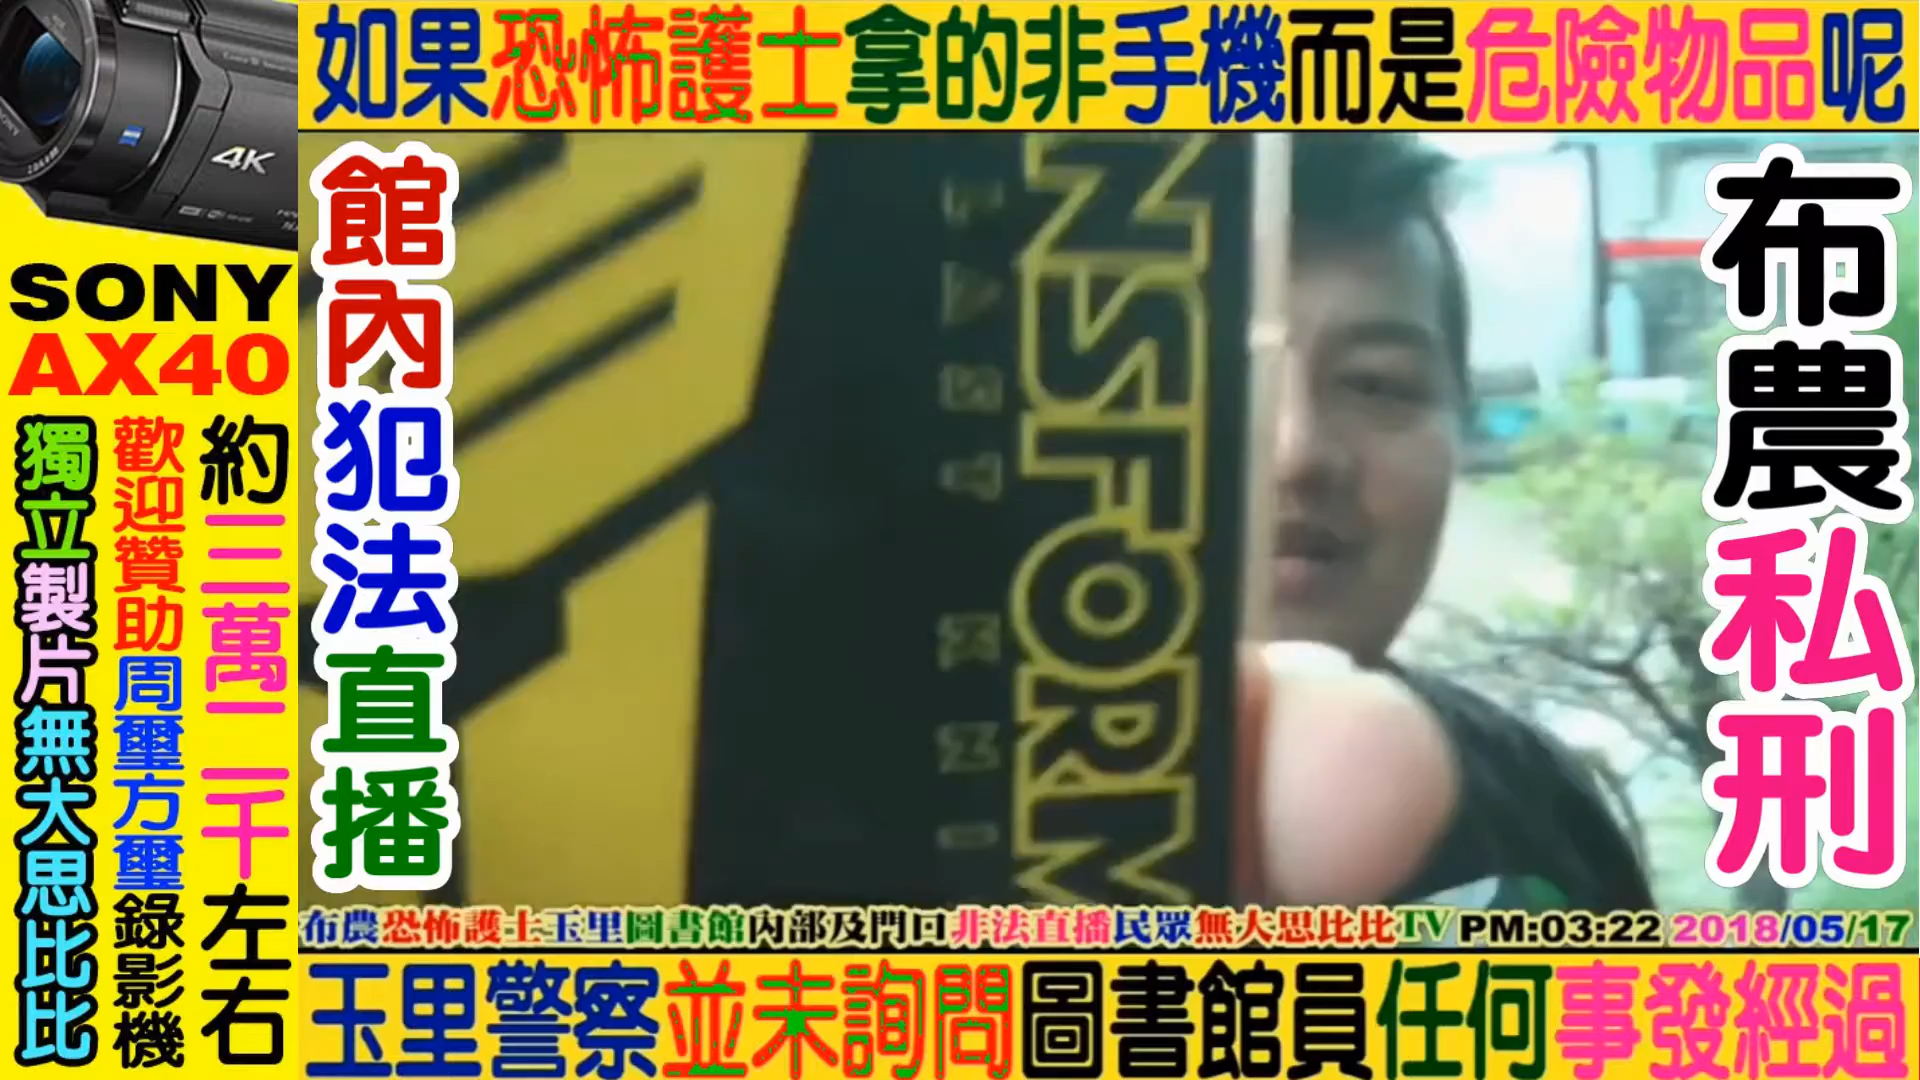 如果恐怖護士拿的非手機而是危險物品呢
4K
SONY
AX40
約三萬二千左右
歡迎贊助周璽方璽錄影機
獨立製片無大思比比
館內犯法直播
NSFORM
布農私刑
布農恐怖護士玉里圖書館內部及門口非法直播民眾無大思比比TV PM:03:22 2018/05/17
玉里警察並未詢問圖書館員任何事發經過